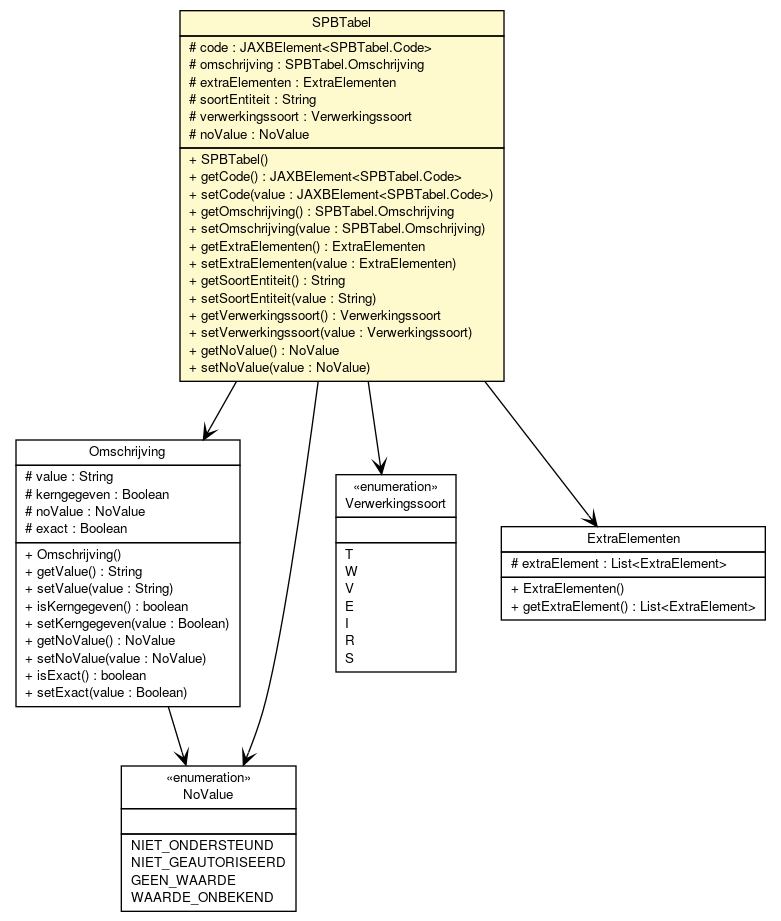 SPBTabel
# code : JAXBElement<SPBTabel.Code>
# omschrijving : SPBTabel.Omschrijving
# extraElementen : ExtraElementen
# soortEntiteit : String
# verwerkingssoort : Verwerkingssoort
# noValue : NoValue
+ SPBTabel()
+ getCode() : JAXBElement<SPBTabel.Code>
+ setCode(value : JAXBElement<SPBTabel.Code>)
+ getOmschrijving() : SPBTabel.Omschrijving
+ setOmschrijving(value : SPBTabel.Omschrijving)
+ getExtraElementen() : ExtraElementen
+ setExtraElementen(value : ExtraElementen)
+ getSoortEntiteit() : String
+ setSoortEntiteit(value : String)
+ getVerwerkingssoort() : Verwerkingssoort
+ setVerwerkingssoort(value : Verwerkingssoort)
+ getNoValue() : NoValue
+ setNoValue(value : NoValue)
Omschrijving
# value : String
# kerngegeven : Boolean
# noValue : NoValue
# exact : Boolean
+ Omschrijving()
+ getValue() : String
+ setValue(value : String)
+ isKerngegeven() : boolean
+ setKerngegeven(value : Boolean)
+ getNoValue() : NoValue
+ setNoValue(value : NoValue)
+ isExact() : boolean
+ setExact(value : Boolean)
«enumeration»
Verwerkingssoort
T
W
V
E
I
R
S
ExtraElementen
# extraElement : List<ExtraElement>
+ ExtraElementen()
+ getExtraElement() : List<ExtraElement>
«enumeration»
NoValue
NIET_ONDERSTEUND
NIET_GEAUTORISEERD
GEEN_WAARDE
WAARDE_ONBEKEND